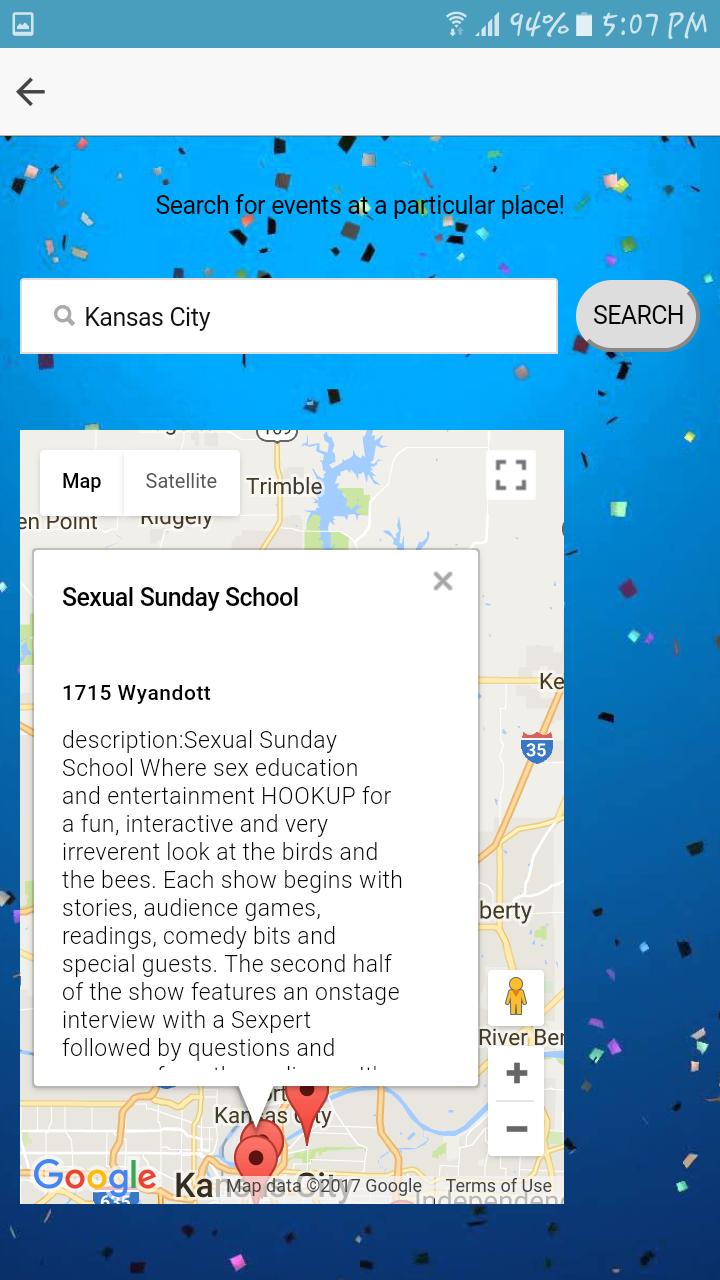 94% 5:07 PM
Search for events at a particular place!
Kansas City
SEARCH
Map
Satellite
Trimble
en Point
Ridgely
Sexual Sunday School
1715 Wyandott
description:Sexual Sunday
School Where sex education
and entertainment HOOKUP for
a fun, interactive and very
irreverent look at the birds and
the bees. Each show begins with
stories, audience games,
readings, comedy bits and
special guests. The second half
of the show features an onstage
interview with a Sexpert
followed by questions and
Ke
35
berty
River Ber
Kansas City
Google
Kansas City
Map data ©2017 Google
Terms of Use
Independenc
635